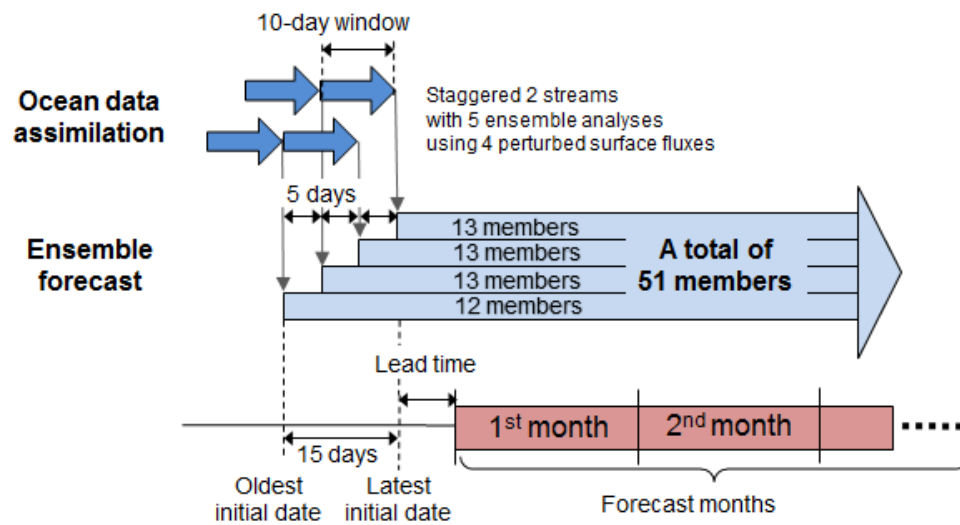 10-day window
Ocean data
assimilation
Staggered 2 streams
with 5 ensemble analyses
using 4 perturbed surface fluxes
5 days
Ensemble
forecast
13 members
13 members
13 members
12 members
A total of
51 members
Lead time
1st month
2nd month
15 days
Oldest
initial date
Latest
initial date
Forecast months